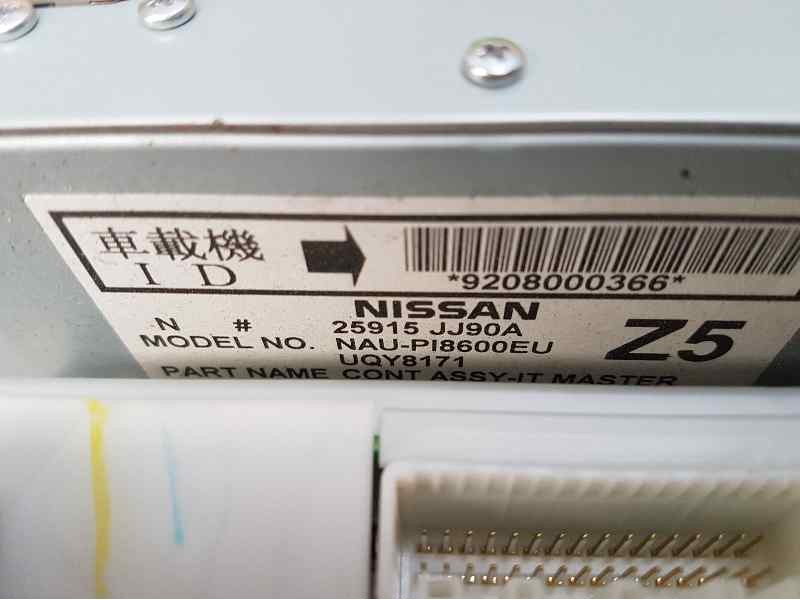 車載機
ID
*9208000366*
NISSAN
N # 25915 JJ90A
MODEL NO. NAU-PI8600EU
UQY8171
Z5
PART NAME CONT ASSY-IT MASTER